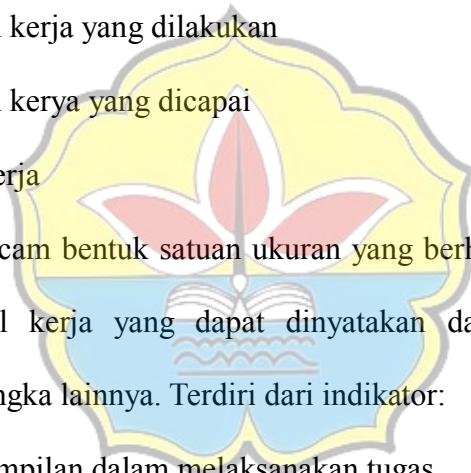 kerja yang dilakukan
kerya yang dicapai
erja
cam bentuk satuan ukuran yang ber
kerja yang dapat dinyatakan da
ngka lainnya. Terdiri dari indikator:
mpilan dalam melaksanakan tugas